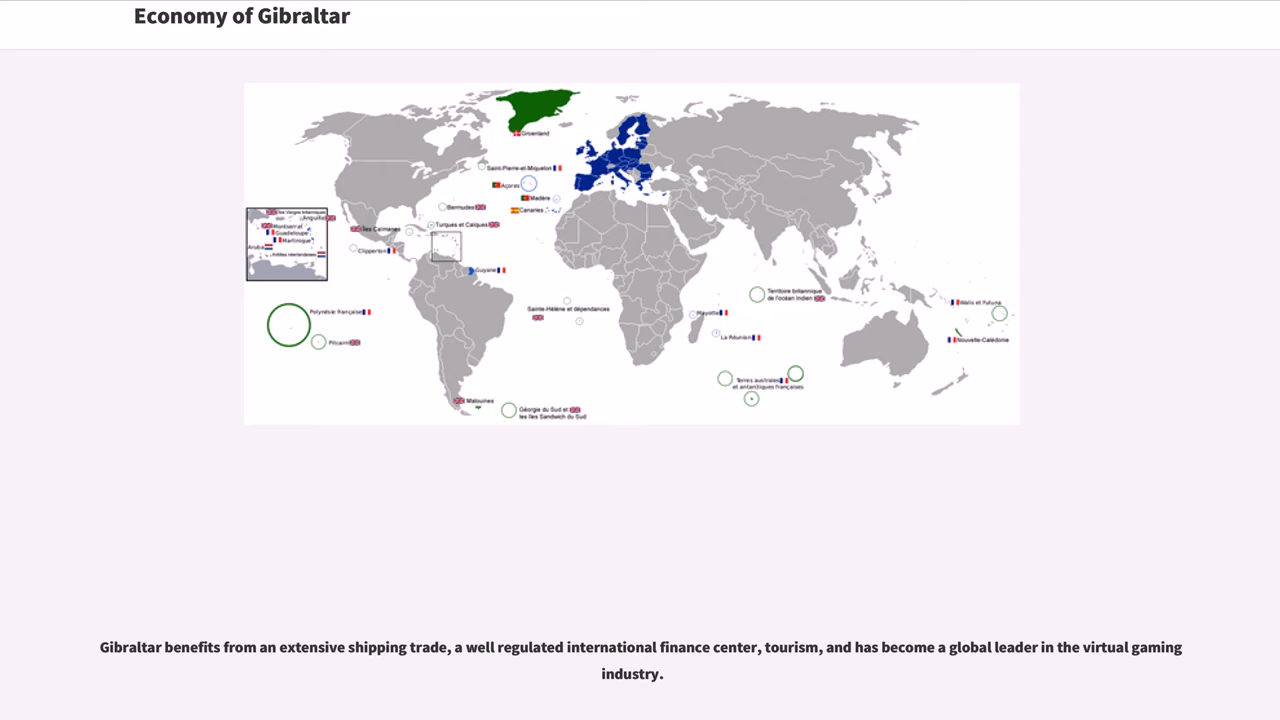 Economy of Gibraltar
Groenland
Saint-Pierre-et-Miquelon
Açores
Madère
Bermudes
Canaries
Îles Vierges britanniques
Anguilla
Montserrat
Guadeloupe
Martinique
Aruba
Antilles néerlandaises
Îles Caïmanes
Turques et Caïques
Clipperton
Guyane
Territoire britannique
de l'océan Indien
Wallis et Futuna
Sainte-Hélène et dépendances
Polynésie française
Mayotte
La Réunion
Pitcairn
Nouvelle-Calédonie
Terres australes
et antarctiques françaises
Malouines
Géorgie du Sud et
les îles Sandwich du Sud
Gibraltar benefits from an extensive shipping trade, a well regulated international finance center, tourism, and has become a global leader in the virtual gaming
industry.